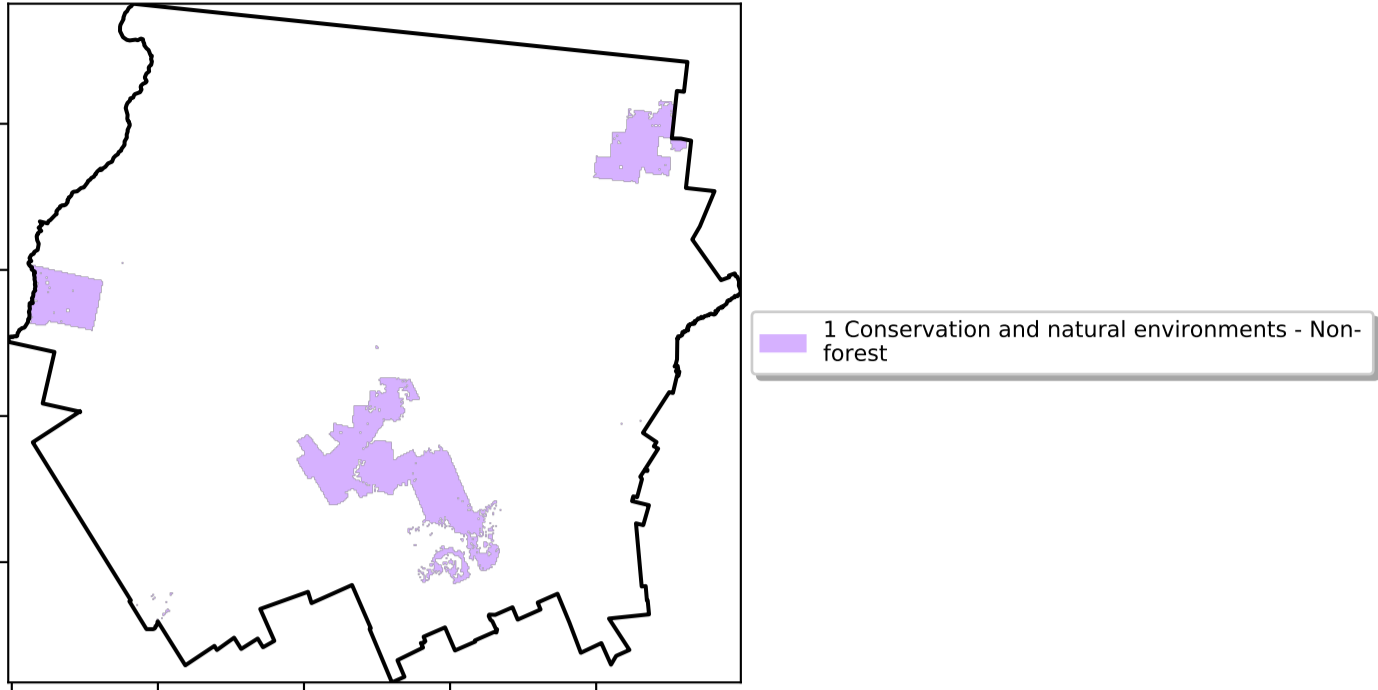 1 Conservation and natural environments - Non-
forest